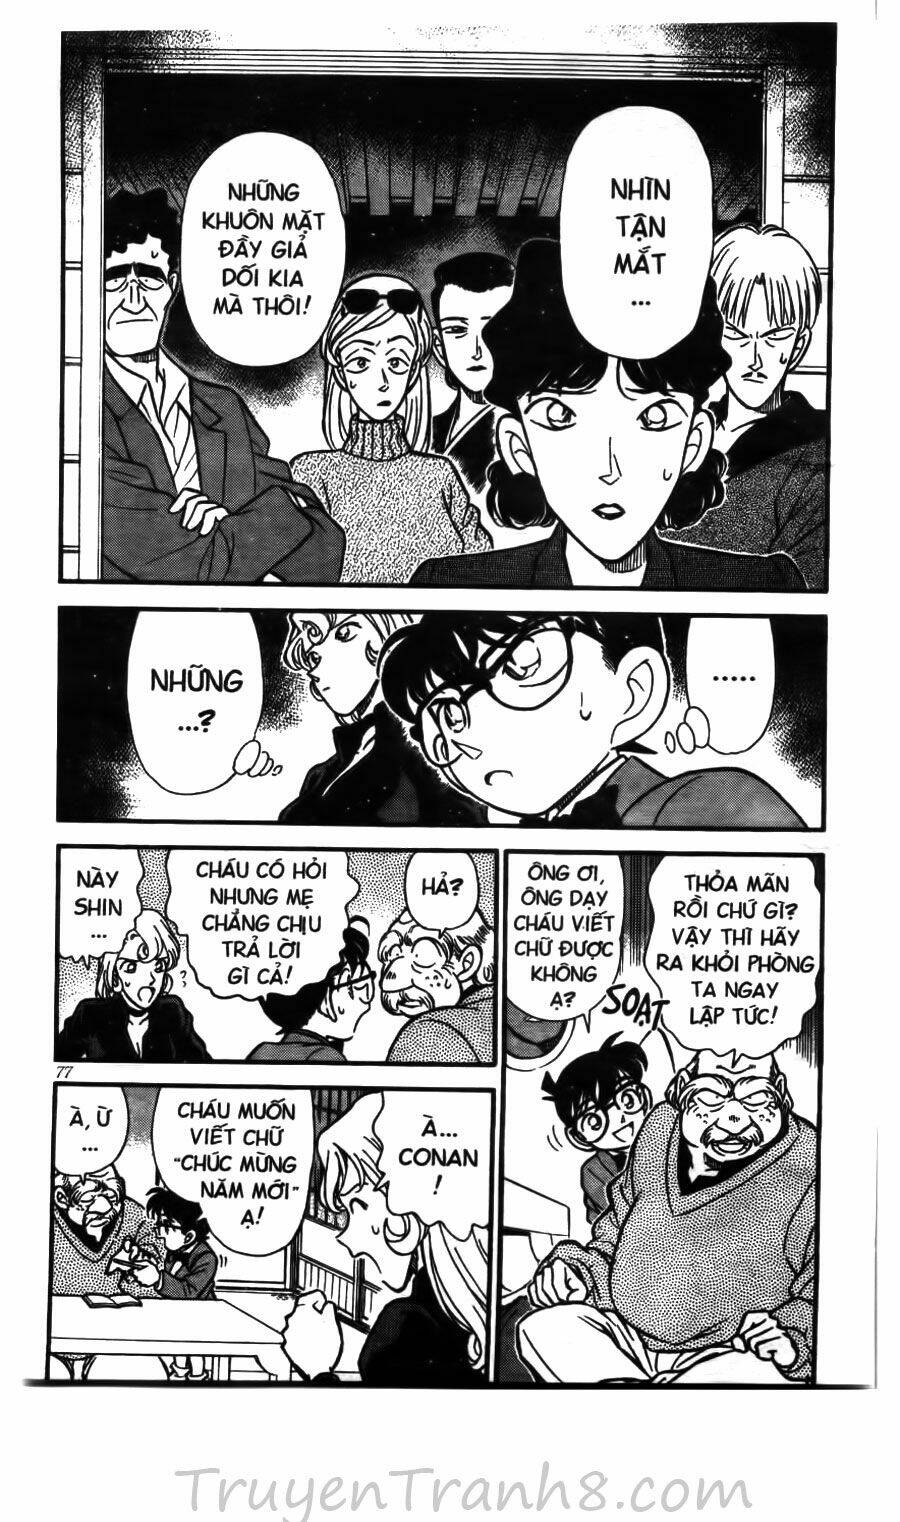 NHÌN
TẬN
MẮT
...
NHỮNG
KHUÔN MẶT
ĐẦY GIẢ
DỐI KIA
MÀ THÔI!
.....
NHỮNG
...?
THỎA MÃN
RỒI CHỨ GÌ?
VẬY THÌ HÃY
RA KHỎI PHÒNG
TA NGAY
LẬP TỨC!
SOẠT
ÔNG ƠI,
ÔNG DẠY
CHÁU VIẾT
CHỮ ĐƯỢC
KHÔNG
Ạ?
HẢ?
CHÁU CÓ HỎI
NHƯNG MẸ
CHẲNG CHỊU
TRẢ LỜI
GÌ CẢ!
NÀY
SHIN
...
?
77
À...
CONAN
!
CHÁU MUỐN
VIẾT CHỮ
"CHÚC MỪNG
NĂM MỚI"
Ạ!
À, Ừ
...
TruyenTranh8.com